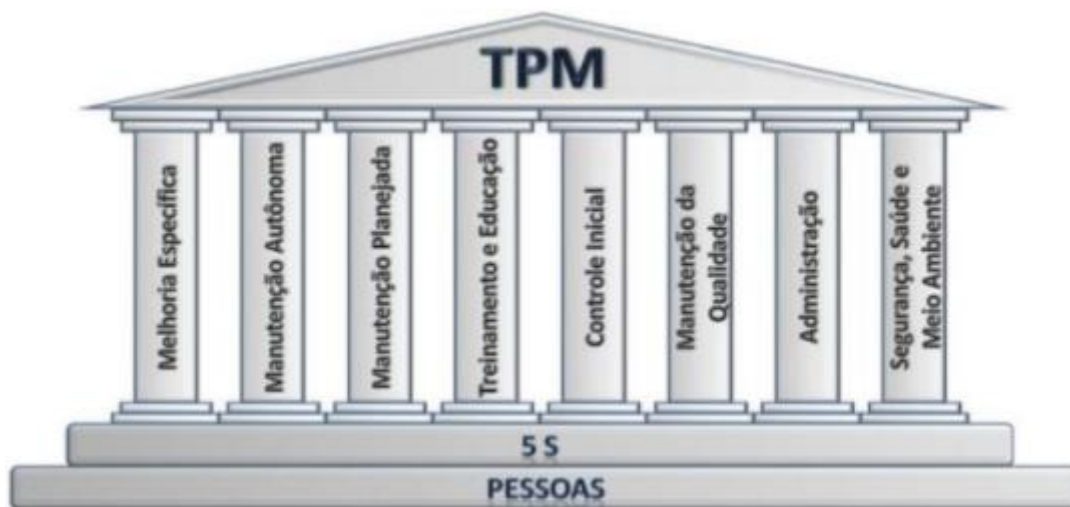 TPM
Melhoria Específica
Manutenção Autônoma
Manutenção Planejada
Treinamento e Educação
Controle Inicial
Manutenção da
Qualidade
Administração
Segurança, Saúde e
Meio Ambiente
5 S
PESSOAS